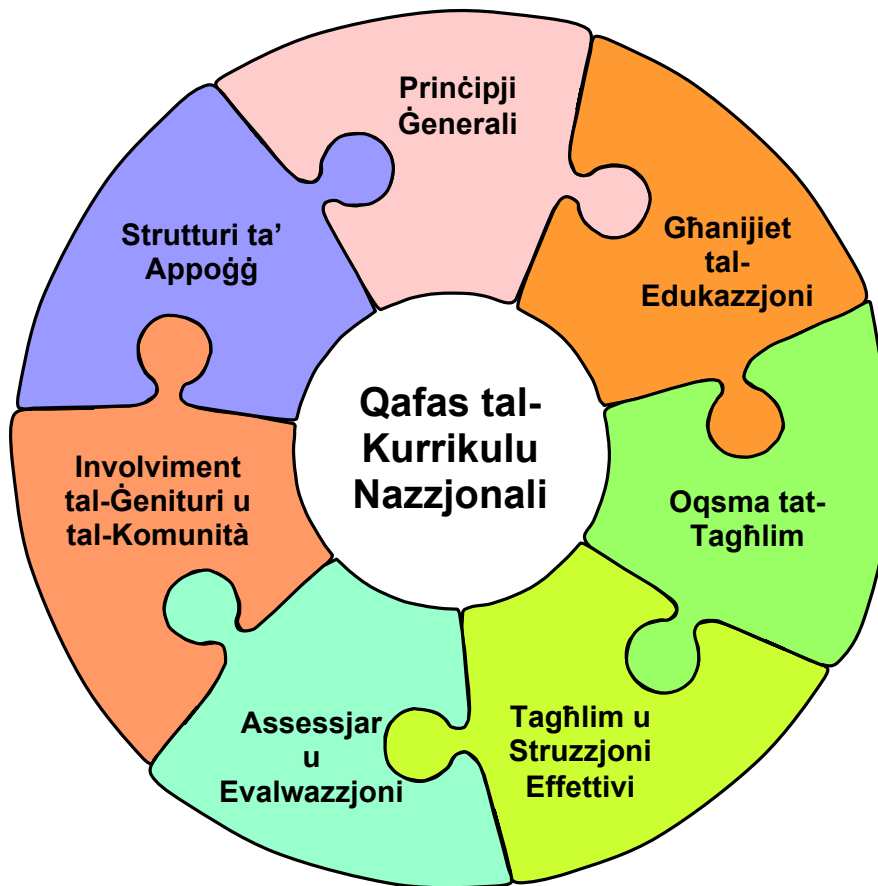 Prinċipji
Ġenerali
Għanijiet
tal-
Edukazzjoni
Oqsma tat-
Tagħlim
Tagħlim u
Struzzjoni
Effettivi
Assessjar
u
Evalwazzjoni
Involviment
tal-Ġenituri u
tal-Komunità
Strutturi ta’
Appoġġ
Qafas tal-
Kurrikulu
Nazzjonali